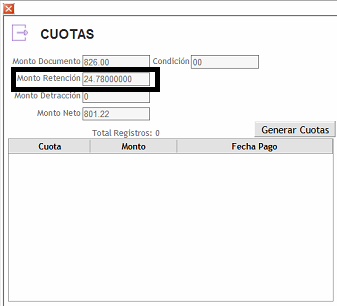 CUOTAS
Monto Documento 826.00 Condición 00
Monto Retención 24.78000000
Monto Detracción 0
Monto Neto 801.22
Total Registros: 0 Generar Cuotas
Cuota Monto Fecha Pago